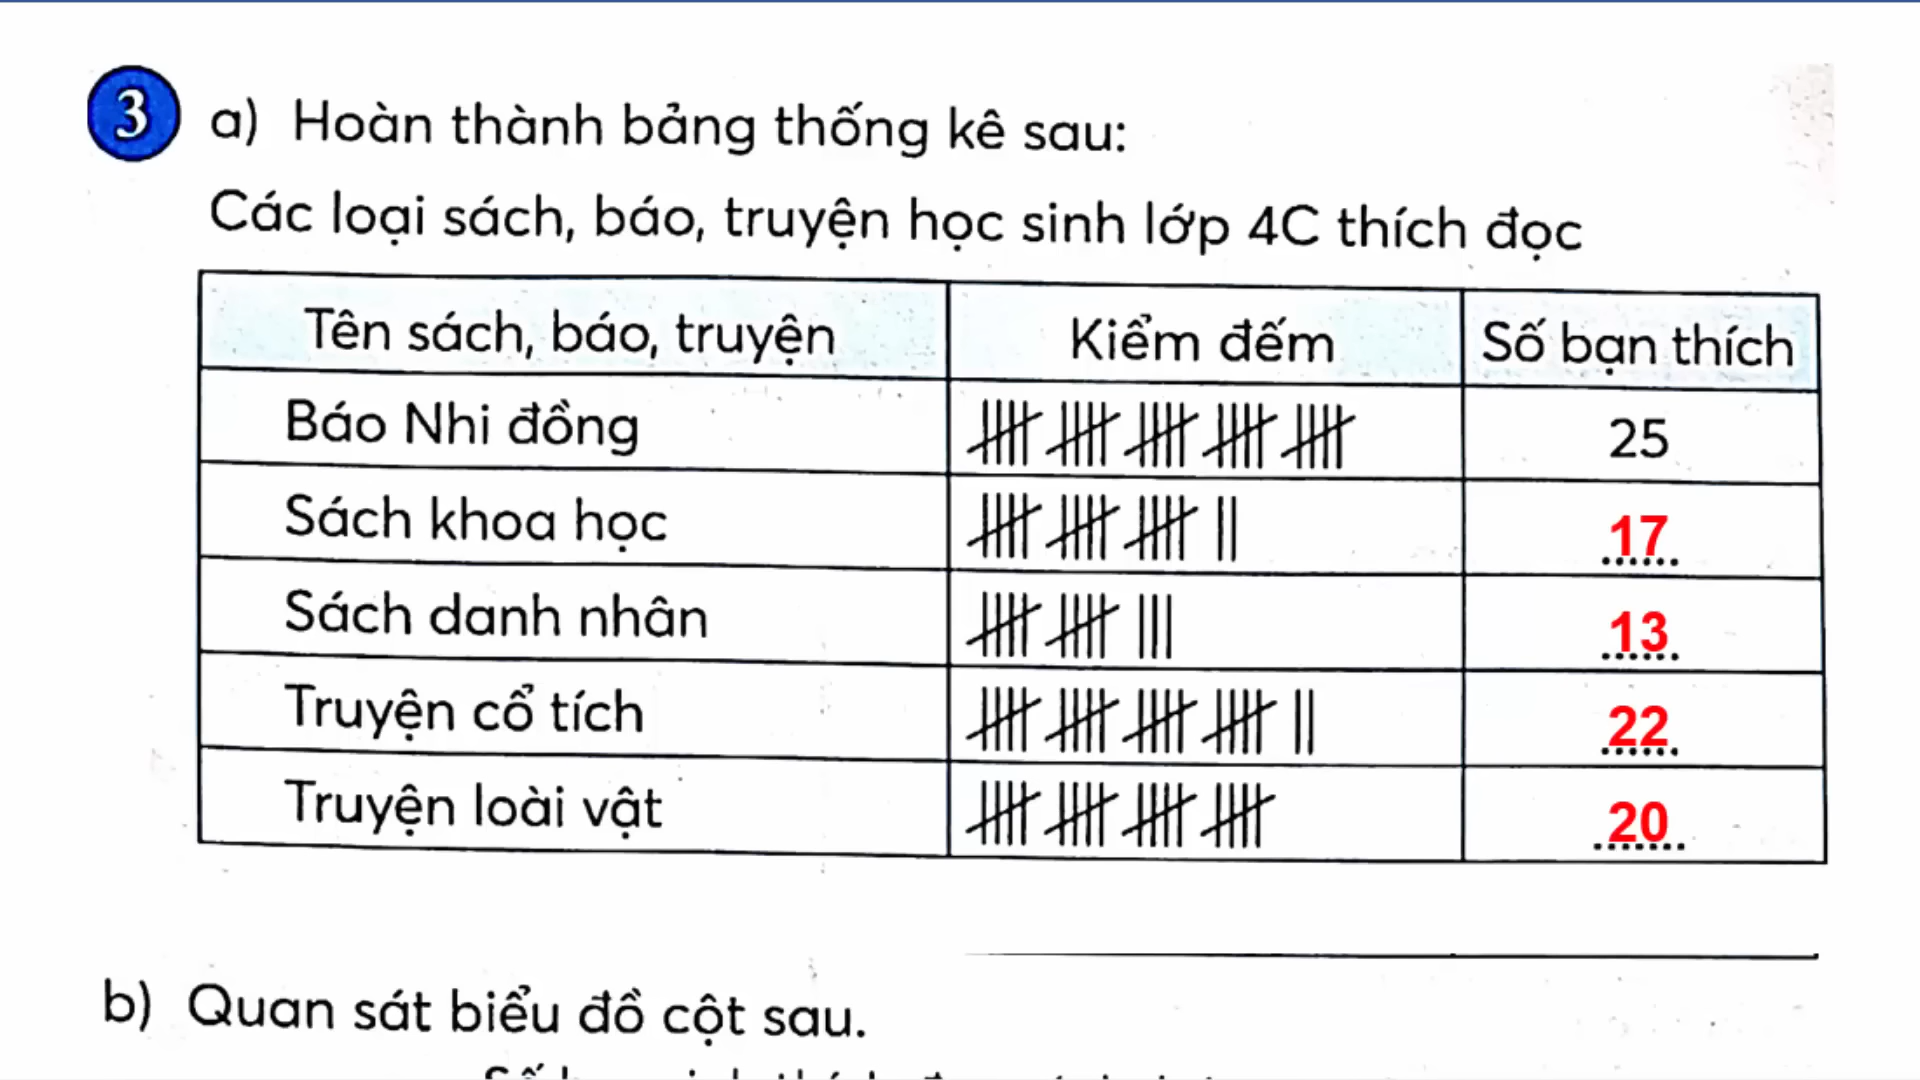 3 a) Hoàn thành bảng thống kê sau:
Các loại sách, báo, truyện học sinh lớp 4C thích đọc
Tên sách, báo, truyện Kiểm đếm Số bạn thích
Báo Nhi đồng 25
Sách khoa học 17
Sách danh nhân 13
Truyện cổ tích 22
Truyện loài vật 20
b) Quan sát biểu đồ cột sau.